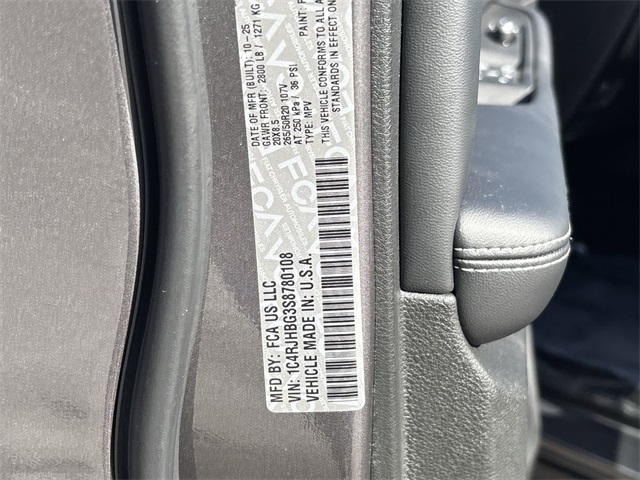 MFD BY: FCA US LLC
DATE OF MFR (BUILT): 10-25
GAWR FRONT: 2800 LB / 1271 KG
20X8.5
265/50R20 107V
AT 250 kPa / 36 PSI
TYPE: MPV
THIS VEHICLE CONFORMS TO ALL
STANDARDS IN EFFECT ON
VIN: 1C4RJHBG3S8780108
VEHICLE MADE IN: U.S.A.
FCA